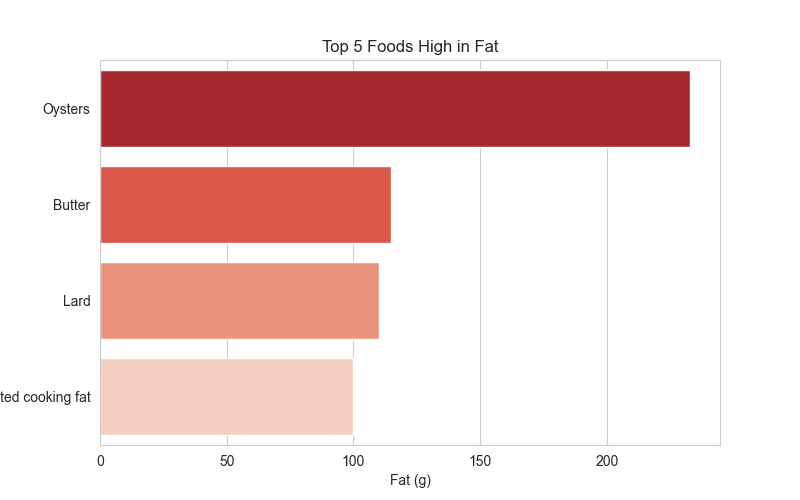 Top 5 Foods High in Fat
Oysters
Butter
Lard
ted cooking fat
0 50 100 150 200
Fat (g)